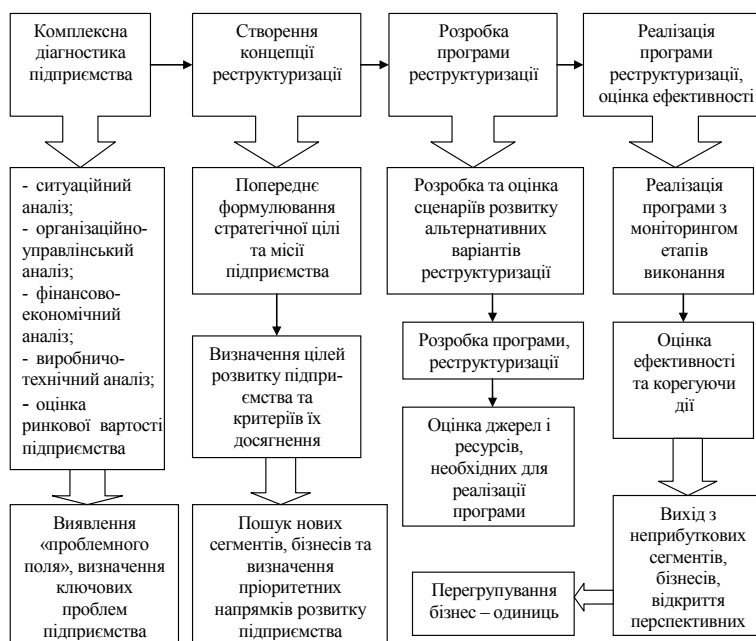 Комплексна
діагностика
підприємства
Створення
концепції
реструктуризації
Розробка
програми
реструктуризації
Реалізація
програми
реструктуризації,
оцінка ефективності
- ситуаційний
аналіз;
- організаційно-
управлінський
аналіз;
- фінансово-
економічний
аналіз;
- виробничо-
технічний аналіз;
- оцінка
ринкової вартості
підприємства
Виявлення
«проблемного
поля», визначення
ключових
проблем
підприємства
Попереднє
формулювання
стратегічної цілі
та місії
підприємства
Визначення цілей
розвитку підпри-
ємства та
критеріїв їх
досягнення
Пошук нових
сегментів, бізнесів та
визначення
пріоритетних
напрямків розвитку
підприємства
Розробка та оцінка
сценаріїв розвитку
альтернативних
варіантів
реструктуризації
Розробка програми,
реструктуризації
Оцінка джерел і
ресурсів,
необхідних для
реалізації
програми
Реалізація
програми з
моніторингом
етапів
виконання
Оцінка
ефективності
та корегуючи
дії
Вихід з
неприбуткових
сегментів,
бізнесів,
відкриття
перспективних
Перегрупування
бізнес – одиниць